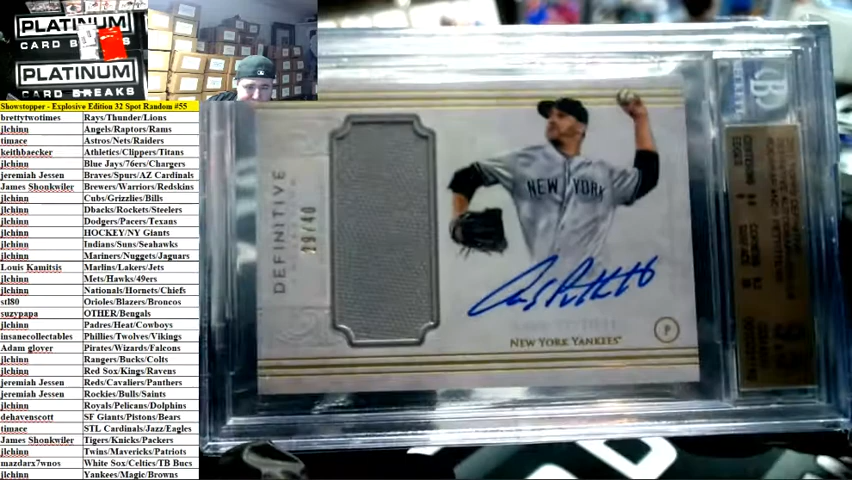 PLATINUM
CARD BREAKS
PLATINUM
CARD BREAKS
Showstopper - Explosive Edition 32 Spot Random #55
brettytwotimes Rays/Thunder/Lions
jlchinn Angels/Raptors/Rams
timace Astros/Nets/Raiders
keithbaecker Athletics/Clippers/Titans
jlchinn Blue Jays/76ers/Chargers
jeremiah Jessen Braves/Spurs/AZ Cardinals
James Shonkwiler Brewers/Warriors/Redskins
jlchinn Cubs/Grizzlies/Bills
jlchinn Dbacks/Rockets/Steelers
jlchinn Dodgers/Pacers/Texans
jlchinn HOCKEY/NY Giants
jlchinn Indians/Suns/Seahawks
jlchinn Mariners/Nuggets/Jaguars
Louis Kamitsis Marlins/Lakers/Jets
jlchinn Mets/Hawks/49ers
jlchinn Nationals/Hornets/Chiefs
stl80 Orioles/Blazers/Broncos
suzypapa OTHER/Bengals
jlchinn Padres/Heat/Cowboys
insanecollectables Phillies/Twolves/Vikings
Adam glover Pirates/Wizards/Falcons
jlchinn Rangers/Bucks/Colts
jlchinn Red Sox/Kings/Ravens
jeremiah Jessen Reds/Cavaliers/Panthers
jeremiah Jessen Rockies/Bulls/Saints
jlchinn Royals/Pelicans/Dolphins
dehavenscott SF Giants/Pistons/Bears
timace STL Cardinals/Jazz/Eagles
James Shonkwiler Tigers/Knicks/Packers
jlchinn Twins/Mavericks/Patriots
mazdarx7wnos White Sox/Celtics/TB Bucs
jlchinn Yankees/Magic/Browns
DEFINITIVE
NEW YORK
NEW YORK YANKEES
P